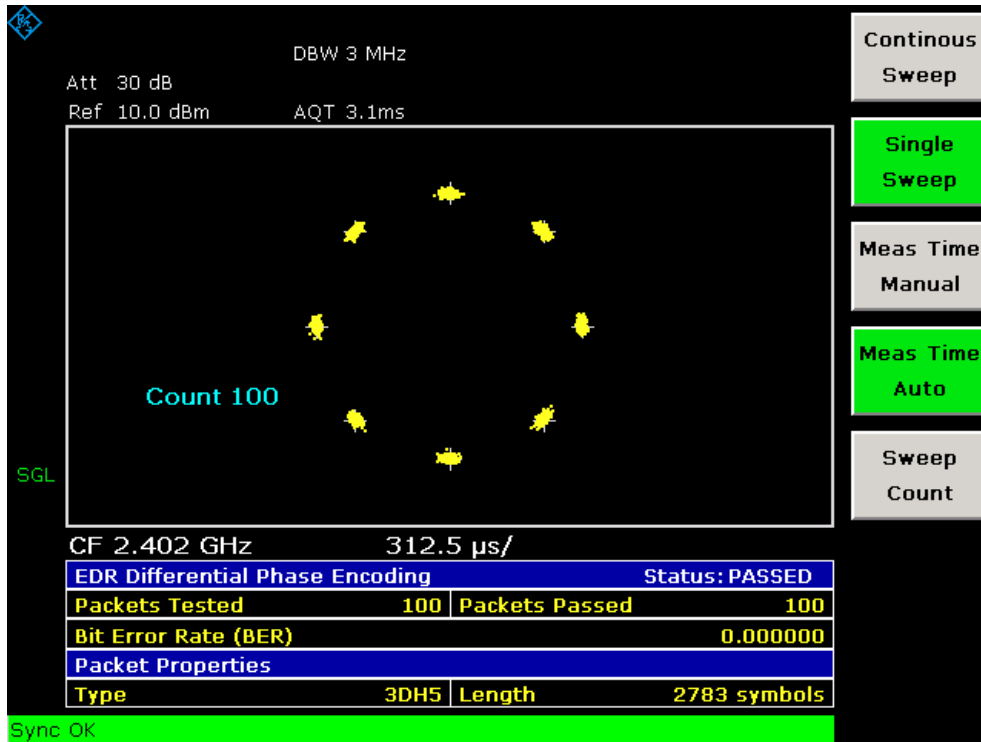 DBW 3 MHz
Att 30 dB
Ref 10.0 dBm AQT 3.1ms
Count 100
SGL
CF 2.402 GHz 312.5 µs/
EDR Differential Phase Encoding Status: PASSED
Packets Tested 100 Packets Passed 100
Bit Error Rate (BER) 0.000000
Packet Properties
Type 3DH5 Length 2783 symbols
Sync OK
Continous
Sweep
Single
Sweep
Meas Time
Manual
Meas Time
Auto
Sweep
Count